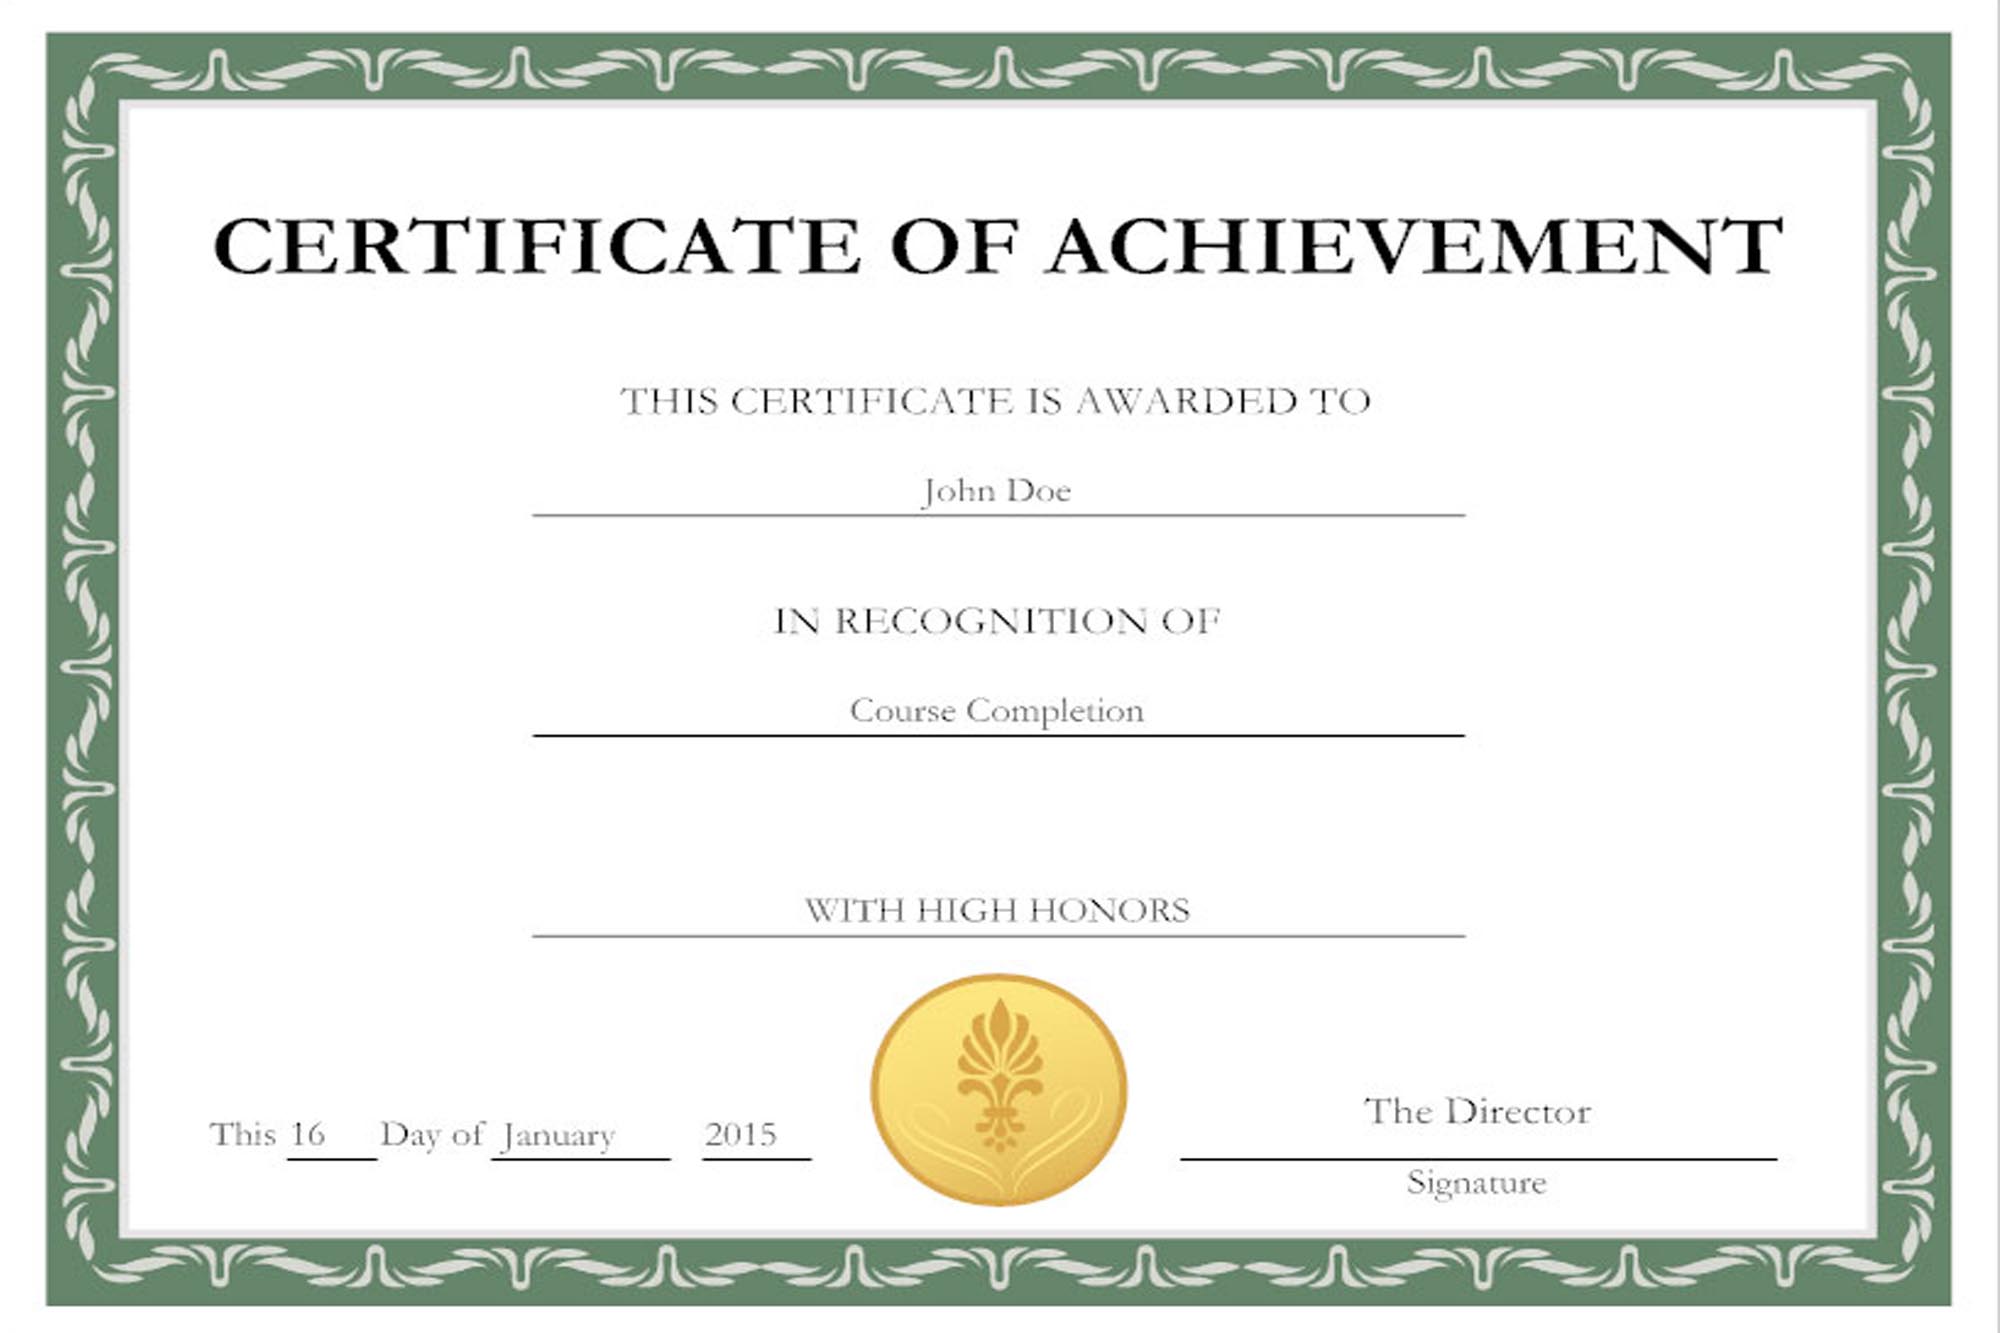 CERTIFICATE OF ACHIEVEMENT
THIS CERTIFICATE IS AWARDED TO
John Doe
IN RECOGNITION OF
Course Completion
WITH HIGH HONORS
This 16 Day of January 2015
The Director
Signature